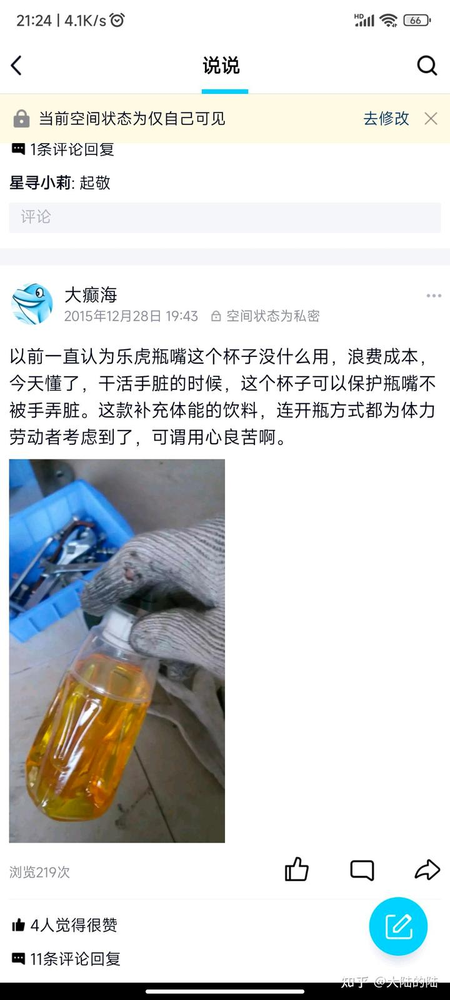 21:24 | 4.1K/s
HD
66
说说
当前空间状态为仅自己可见 去修改
1条评论回复
星寻小莉: 起敬
评论
大癫海
2015年12月28日 19:43 空间状态为私密
以前一直认为乐虎瓶嘴这个杯子没什么用，浪费成本，
今天懂了，干活手脏的时候，这个杯子可以保护瓶嘴不
被手弄脏。这款补充体能的饮料，连开瓶方式都为体力
劳动者考虑到了，可谓用心良苦啊。
浏览219次
4人觉得很赞
11条评论回复
知乎 @大陆的陆